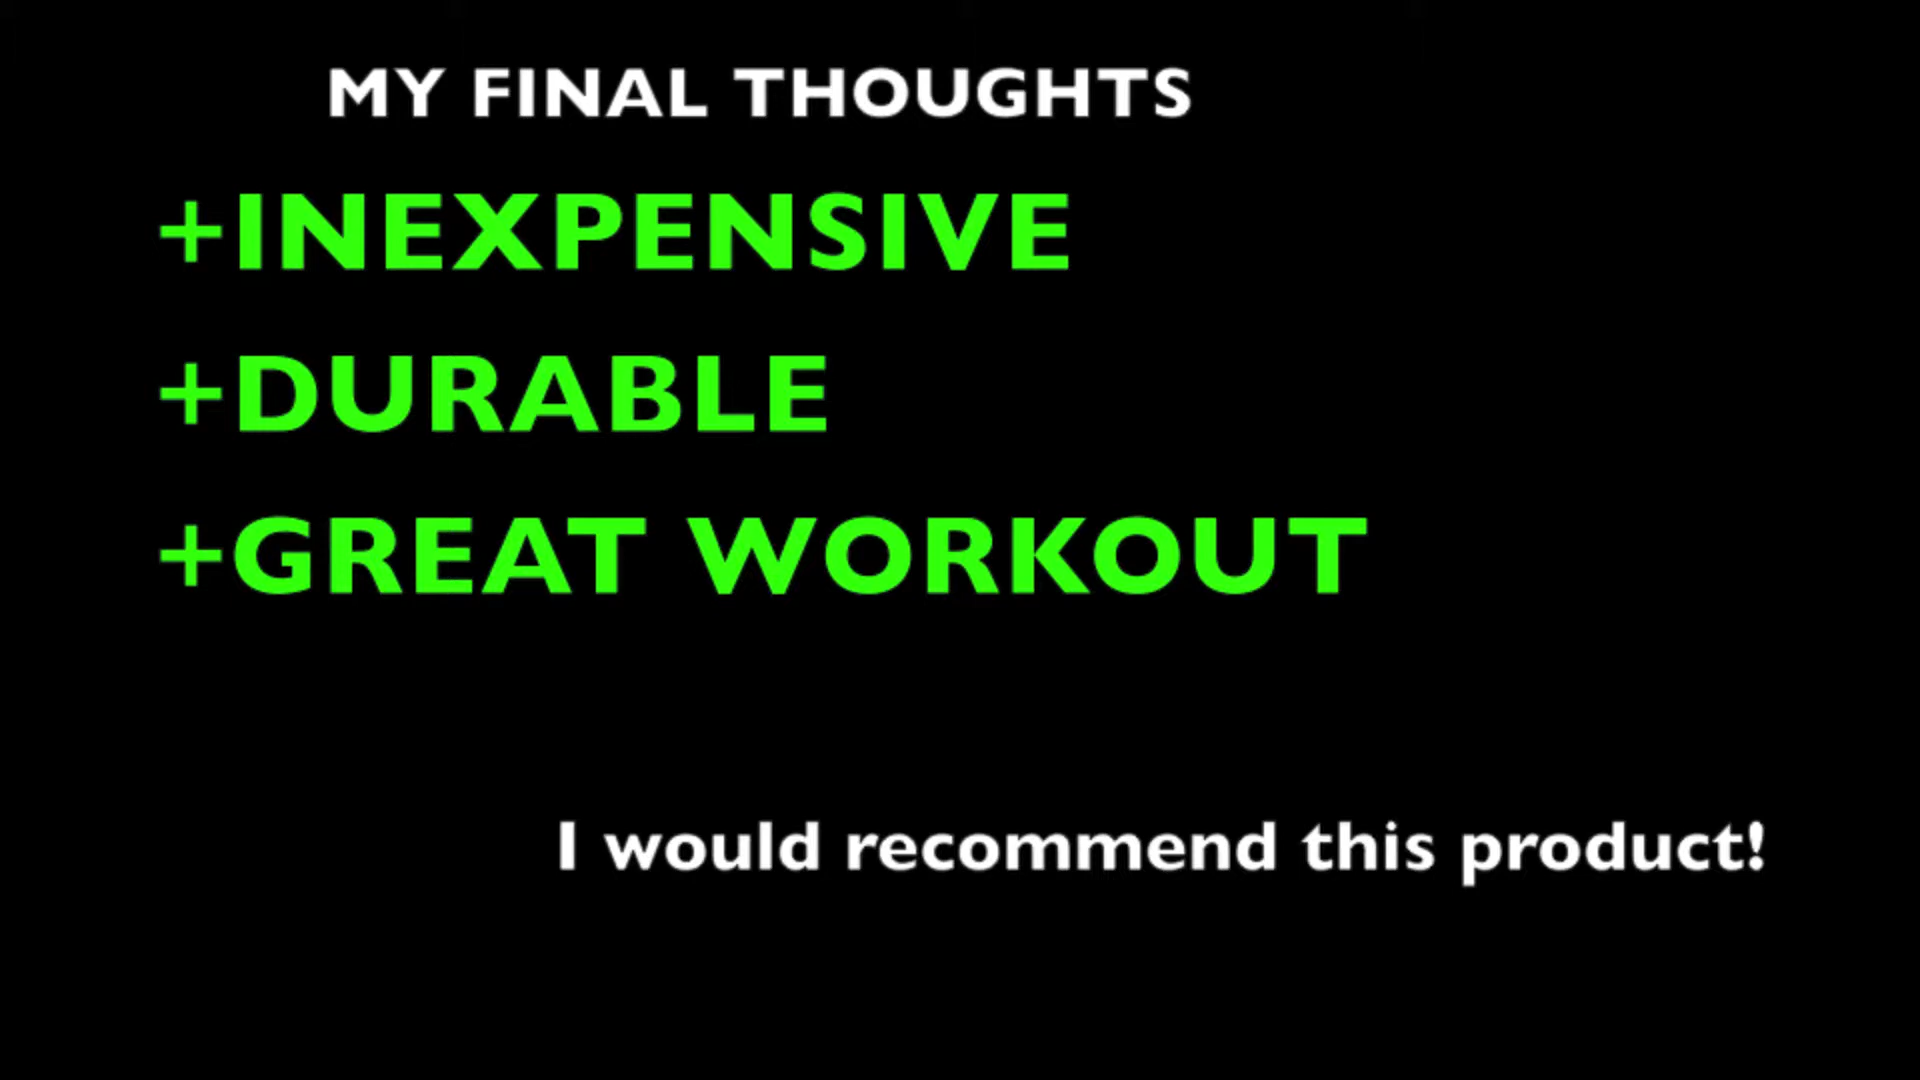 MY FINAL THOUGHTS
+INEXPENSIVE
+DURABLE
+GREAT WORKOUT
I would recommend this product!